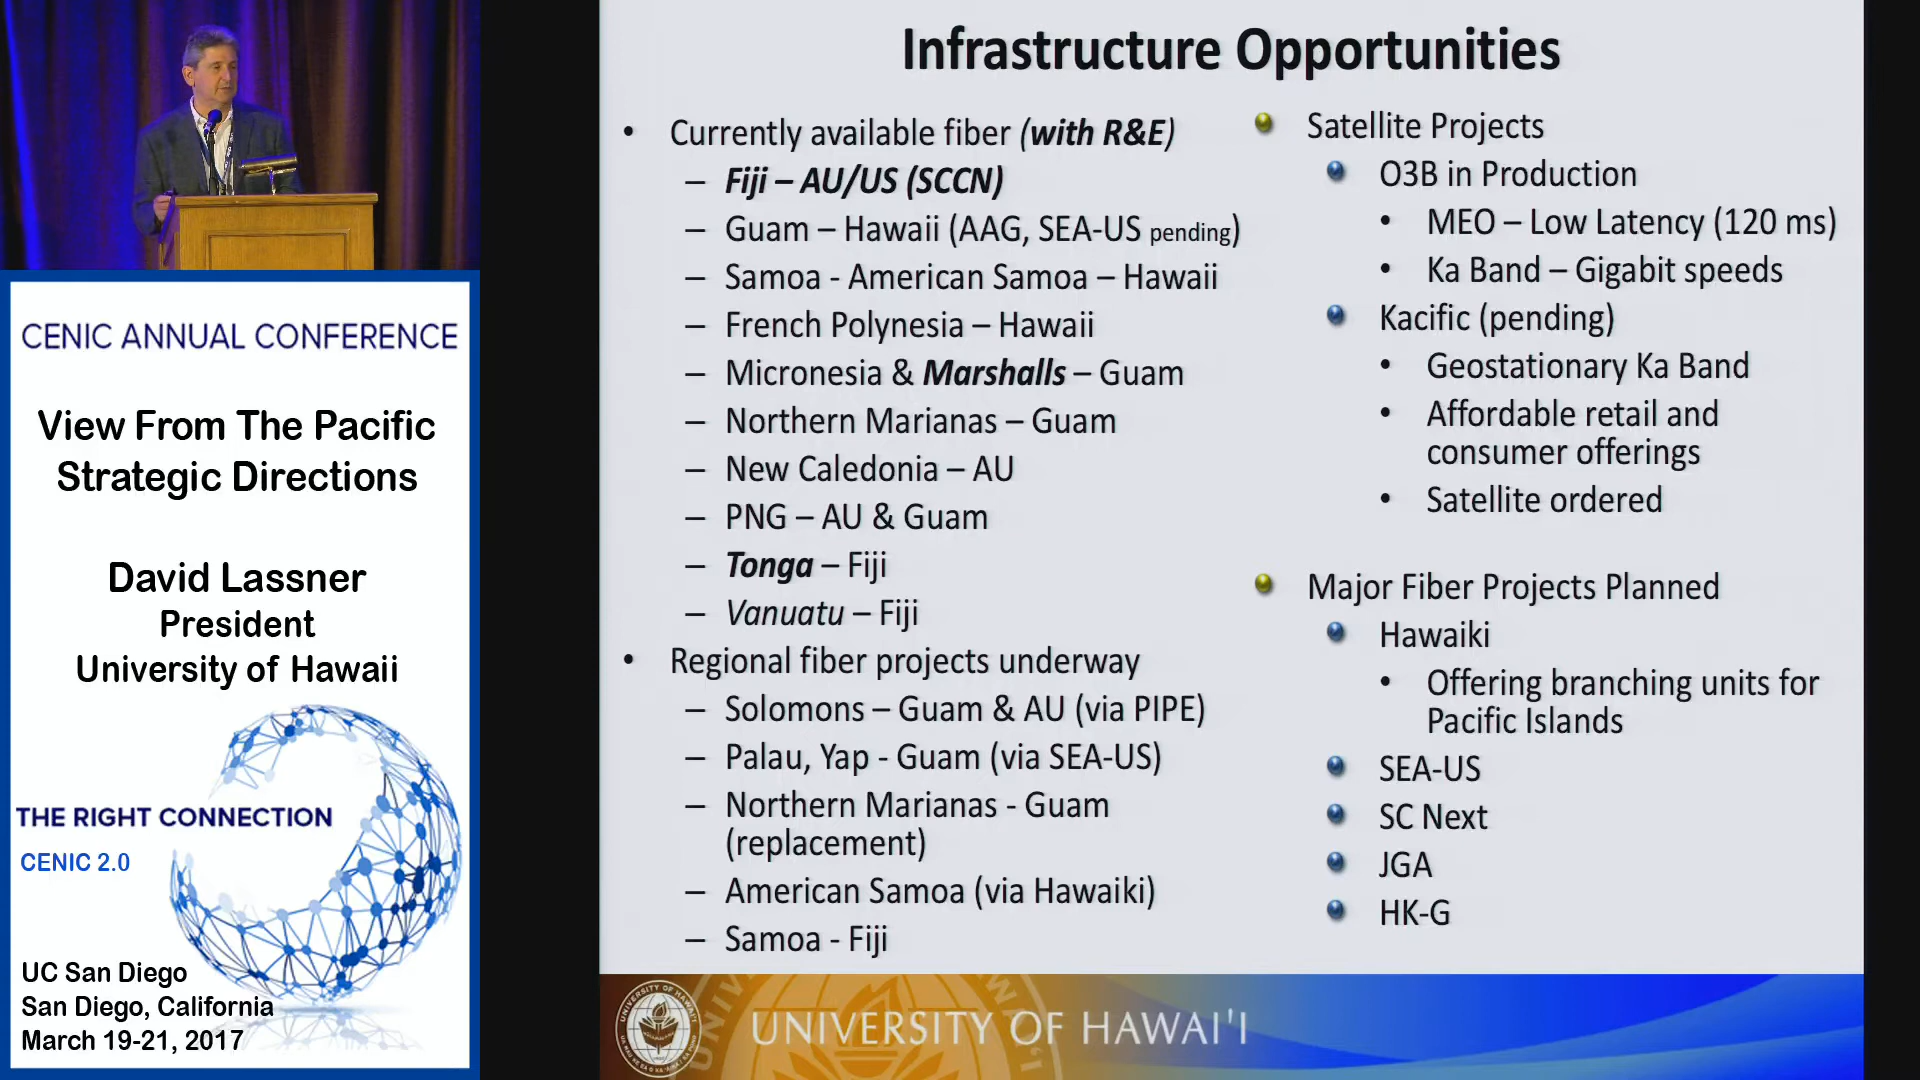 CENIC ANNUAL CONFERENCE
View From The Pacific
Strategic Directions
David Lassner
President
University of Hawaii
THE RIGHT CONNECTION
CENIC 2.0
UC San Diego
San Diego, California
March 19-21, 2017
Infrastructure Opportunities
• Currently available fiber (with R&E)
– Fiji – AU/US (SCCN)
– Guam – Hawaii (AAG, SEA-US pending)
– Samoa - American Samoa – Hawaii
– French Polynesia – Hawaii
– Micronesia & Marshalls – Guam
– Northern Marianas – Guam
– New Caledonia – AU
– PNG – AU & Guam
– Tonga – Fiji
– Vanuatu – Fiji
• Regional fiber projects underway
– Solomons – Guam & AU (via PIPE)
– Palau, Yap - Guam (via SEA-US)
– Northern Marianas - Guam
(replacement)
– American Samoa (via Hawaiki)
– Samoa - Fiji
Satellite Projects
O3B in Production
• MEO – Low Latency (120 ms)
• Ka Band – Gigabit speeds
Kacific (pending)
• Geostationary Ka Band
• Affordable retail and
consumer offerings
• Satellite ordered
Major Fiber Projects Planned
Hawaiki
• Offering branching units for
Pacific Islands
SEA-US
SC Next
JGA
HK-G
UNIVERSITY OF HAWAI'I